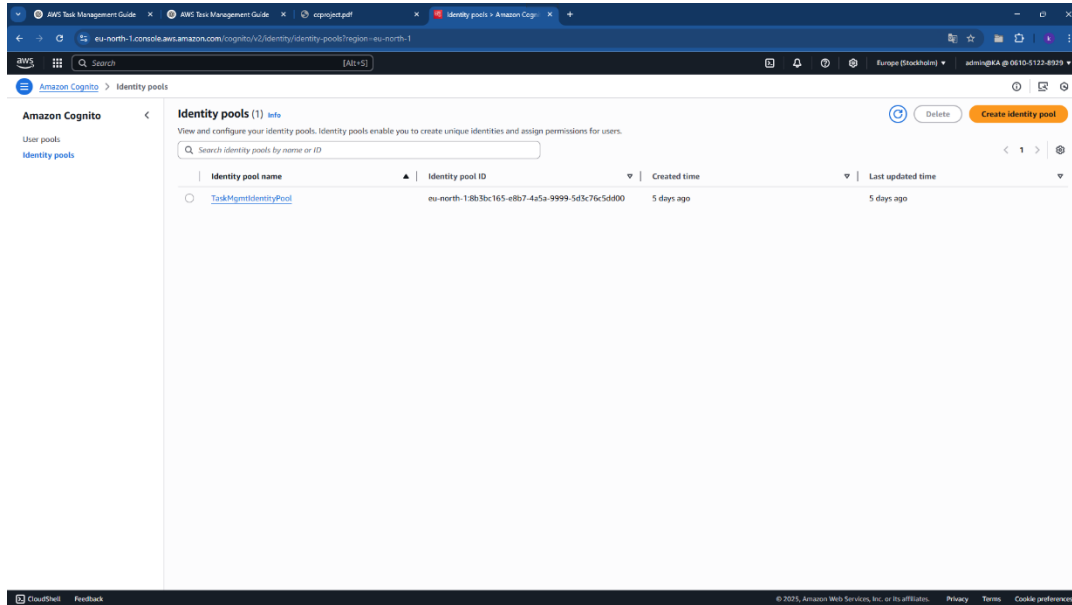 AWS Task Management Guide
AWS Task Management Guide
ccproject.pdf
Identity pools > Amazon Cogni
eu-north-1.console.aws.amazon.com/cognito/v2/identity/identity-pools?region=eu-north-1
aws
Search
[Alt+S]
Europe (Stockholm)
admin@KA @ 0610-5122-8929
Amazon Cognito > Identity pools
Amazon Cognito
User pools
Identity pools
Identity pools (1) Info
Delete
Create identity pool
View and configure your identity pools. Identity pools enable you to create unique identities and assign permissions for users.
Search identity pools by name or ID
1
Identity pool name
Identity pool ID
Created time
Last updated time
TaskMgmtIdentityPool
eu-north-1:8b3bc165-e8b7-4a5a-9999-5d3c76c5dd00
5 days ago
5 days ago
CloudShell
Feedback
© 2025, Amazon Web Services, Inc. or its affiliates.
Privacy
Terms
Cookie preferences